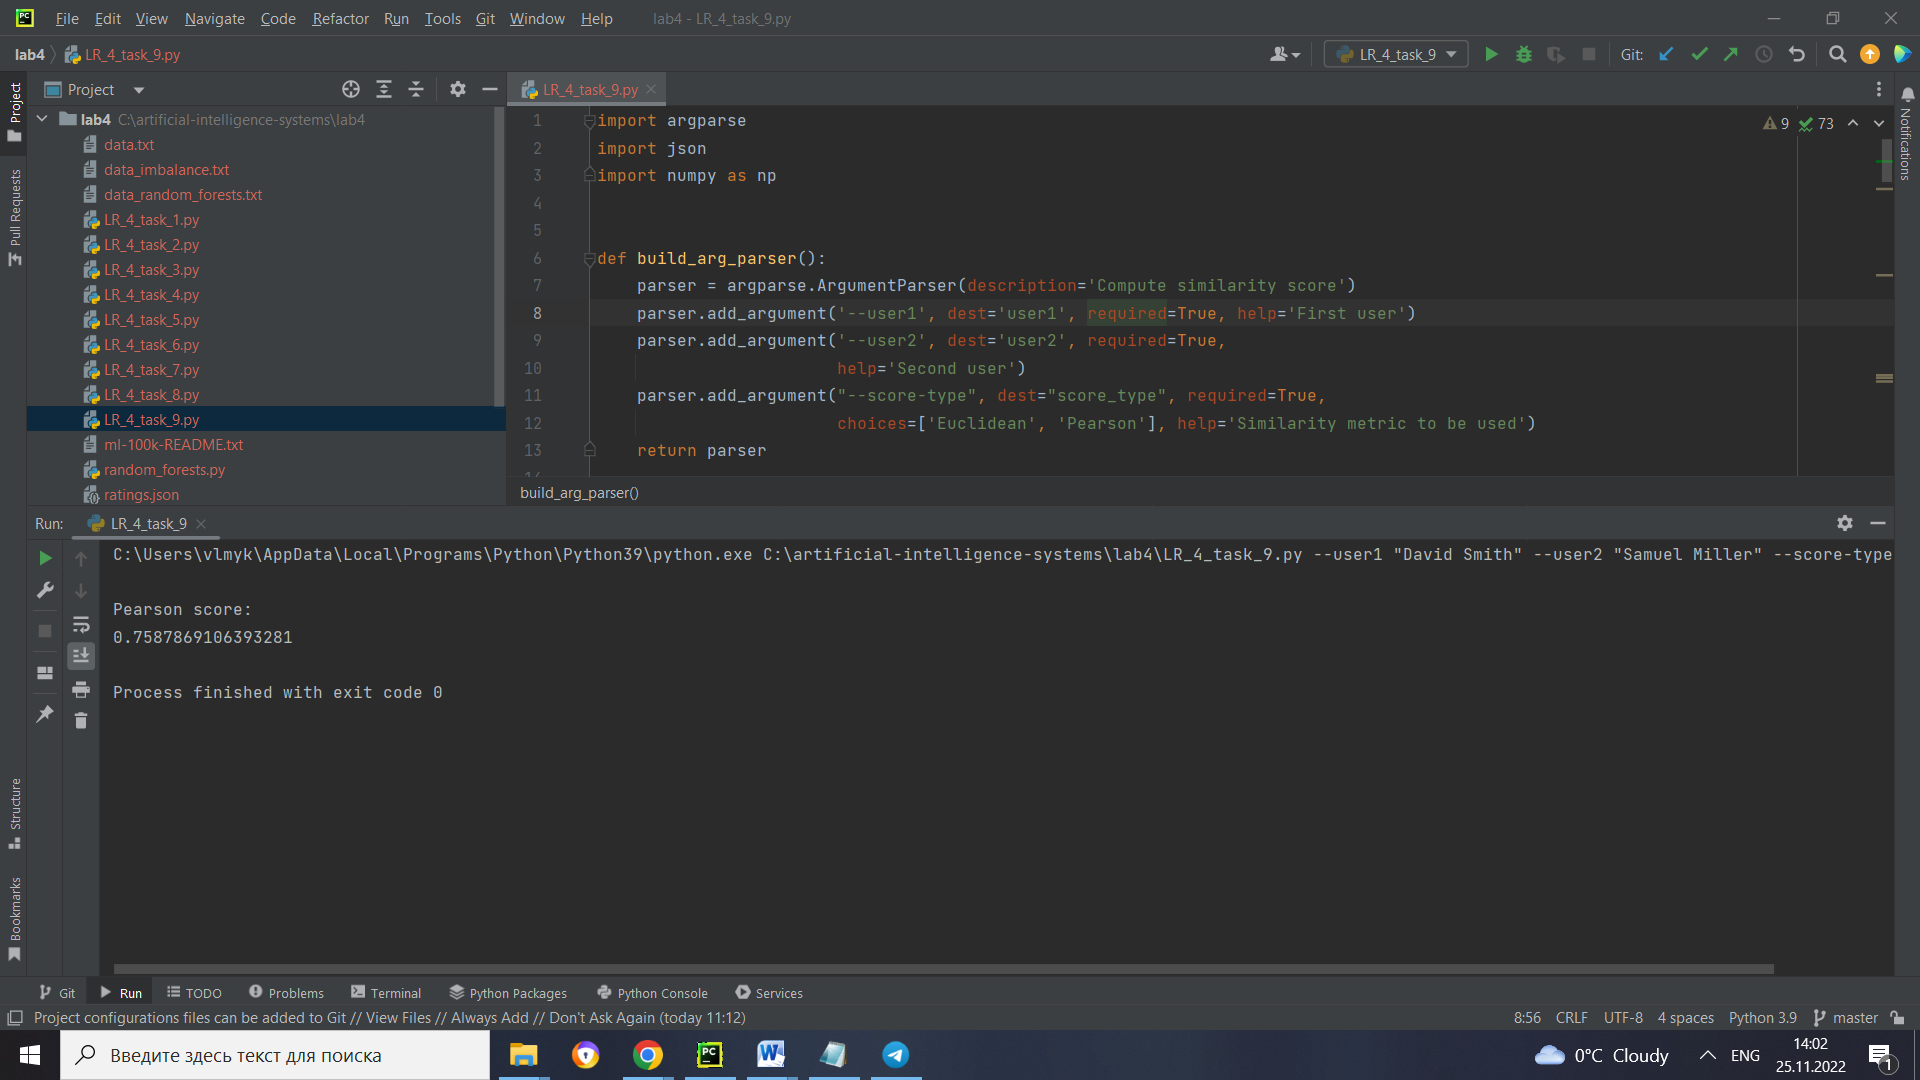 File Edit View Navigate Code Refactor Run Tools Git Window Help lab4 - LR_4_task_9.py
lab4 LR_4_task_9.py LR_4_task_9 Git:
Project
LR_4_task_9.py
lab4 C:\artificial-intelligence-systems\lab4
data.txt
data_imbalance.txt
data_random_forests.txt
LR_4_task_1.py
LR_4_task_2.py
LR_4_task_3.py
LR_4_task_4.py
LR_4_task_5.py
LR_4_task_6.py
LR_4_task_7.py
LR_4_task_8.py
LR_4_task_9.py
ml-100k-README.txt
random_forests.py
ratings.json
Project
Pull Requests
Structure
Bookmarks
Notifications
9 73
1 import argparse
2 import json
3 import numpy as np
4
5
6 def build_arg_parser():
7 parser = argparse.ArgumentParser(description='Compute similarity score')
8 parser.add_argument('--user1', dest='user1', required=True, help='First user')
9 parser.add_argument('--user2', dest='user2', required=True,
10 help='Second user')
11 parser.add_argument("--score-type", dest="score_type", required=True,
12 choices=['Euclidean', 'Pearson'], help='Similarity metric to be used')
13 return parser
14
build_arg_parser()
Run: LR_4_task_9
C:\Users\vlmyk\AppData\Local\Programs\Python\Python39\python.exe C:\artificial-intelligence-systems\lab4\LR_4_task_9.py --user1 "David Smith" --user2 "Samuel Miller" --score-type
Pearson score:
0.7587869106393281
Process finished with exit code 0
Git Run TODO Problems Terminal Python Packages Python Console Services
Project configurations files can be added to Git // View Files // Always Add // Don't Ask Again (today 11:12)
8:56 CRLF UTF-8 4 spaces Python 3.9 master
Введите здесь текст для поиска
0°C Cloudy ENG
14:02
25.11.2022
1